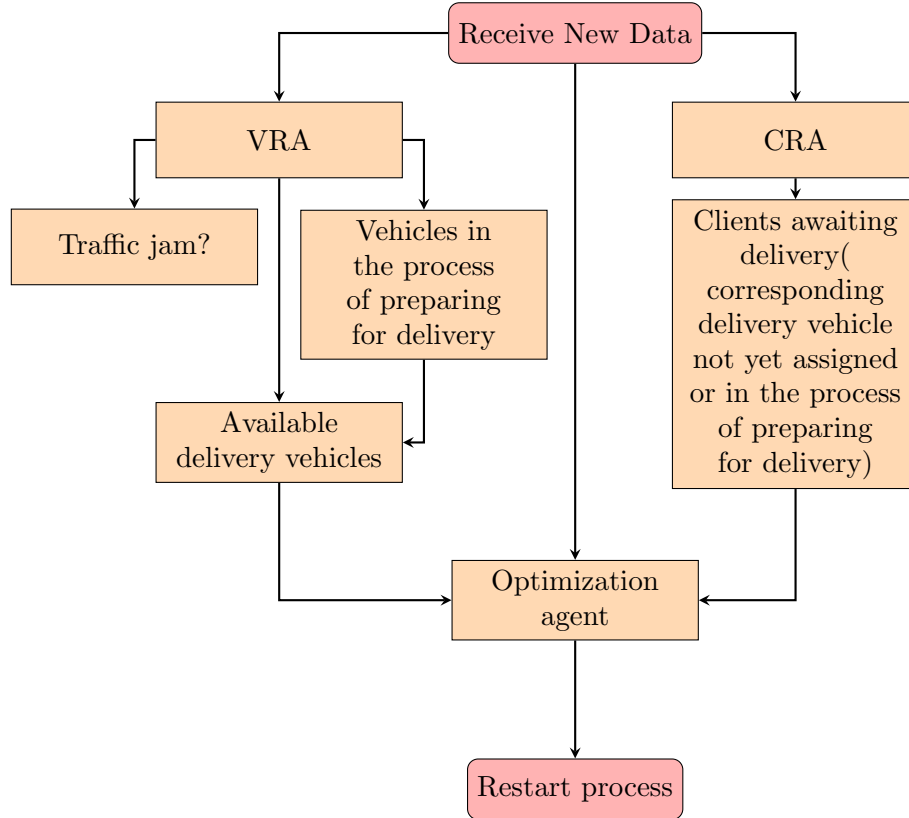 Receive New Data
VRA
CRA
Traffic jam?
Vehicles in
the process
of preparing
for delivery
Clients awaiting
delivery(
corresponding
delivery vehicle
not yet assigned
or in the process
of preparing
for delivery)
Available
delivery vehicles
Optimization
agent
Restart process